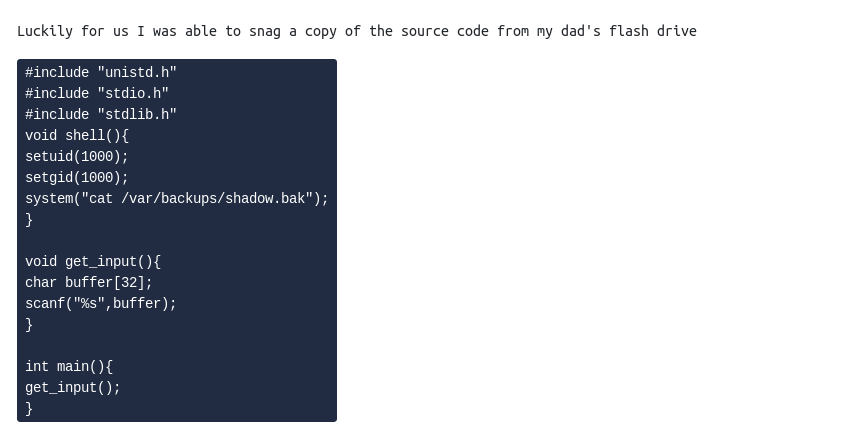 Luckily for us I was able to snag a copy of the source code from my dad's flash drive
#include "unistd.h"
#include "stdio.h"
#include "stdlib.h"
void shell(){
setuid(1000);
setgid(1000);
system("cat /var/backups/shadow.bak");
}
void get_input(){
char buffer[32];
scanf("%s",buffer);
}
int main(){
get_input();
}